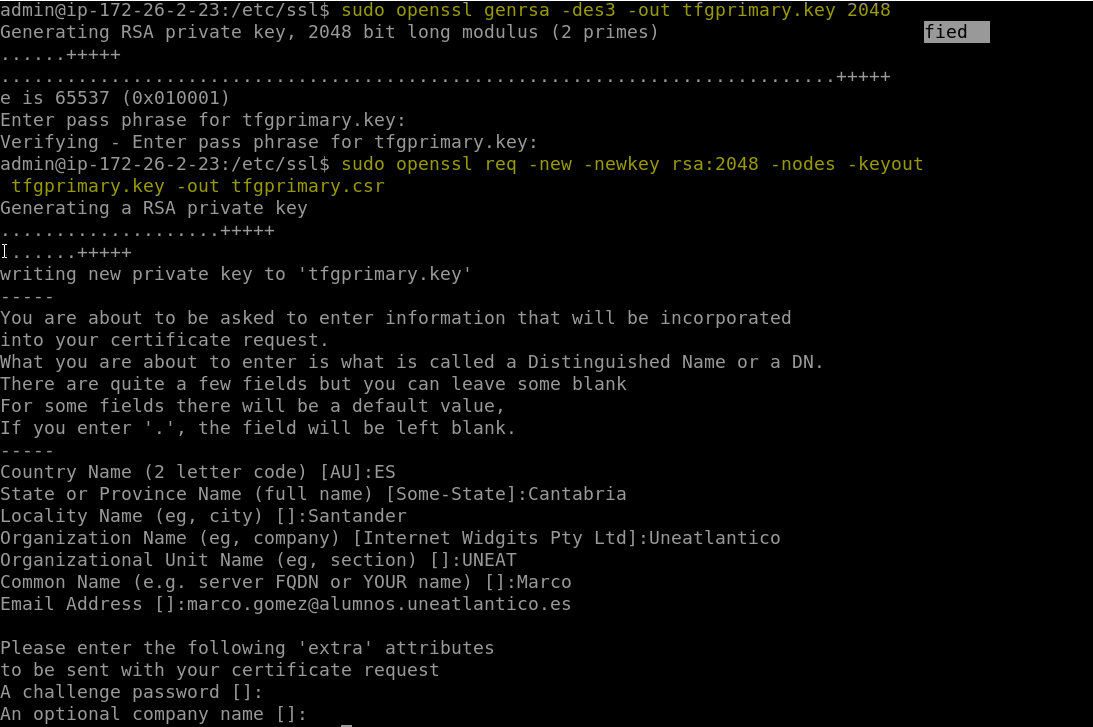 admin@ip-172-26-2-23:/etc/ssl$ sudo openssl genrsa -des3 -out tfgprimary.key 2048
Generating RSA private key, 2048 bit long modulus (2 primes) fied
......+++++
............................................................................+++++
e is 65537 (0x010001)
Enter pass phrase for tfgprimary.key:
Verifying - Enter pass phrase for tfgprimary.key:
admin@ip-172-26-2-23:/etc/ssl$ sudo openssl req -new -newkey rsa:2048 -nodes -keyout
tfgprimary.key -out tfgprimary.csr
Generating a RSA private key
....................+++++
.......+++++
writing new private key to 'tfgprimary.key'
-----
You are about to be asked to enter information that will be incorporated
into your certificate request.
What you are about to enter is what is called a Distinguished Name or a DN.
There are quite a few fields but you can leave some blank
For some fields there will be a default value,
If you enter '.', the field will be left blank.
-----
Country Name (2 letter code) [AU]:ES
State or Province Name (full name) [Some-State]:Cantabria
Locality Name (eg, city) []:Santander
Organization Name (eg, company) [Internet Widgits Pty Ltd]:Uneatlantico
Organizational Unit Name (eg, section) []:UNEAT
Common Name (e.g. server FQDN or YOUR name) []:Marco
Email Address []:marco.gomez@alumnos.uneatlantico.es
Please enter the following 'extra' attributes
to be sent with your certificate request
A challenge password []:
An optional company name []: